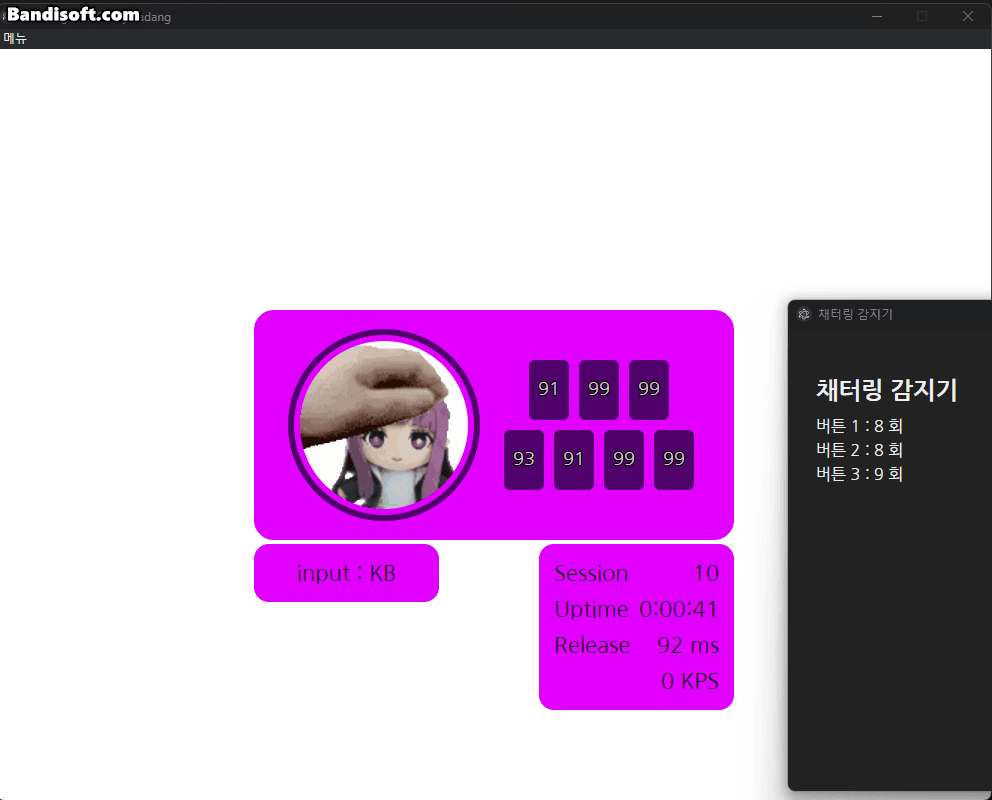 Bandisoft.com
adang
메뉴
91 99 99
93 91 99 99
input : KB
Session 10
Uptime 0:00:41
Release 92 ms
0 KPS
채터링 감지기
채터링 감지기
버튼 1 : 8 회
버튼 2 : 8 회
버튼 3 : 9 회